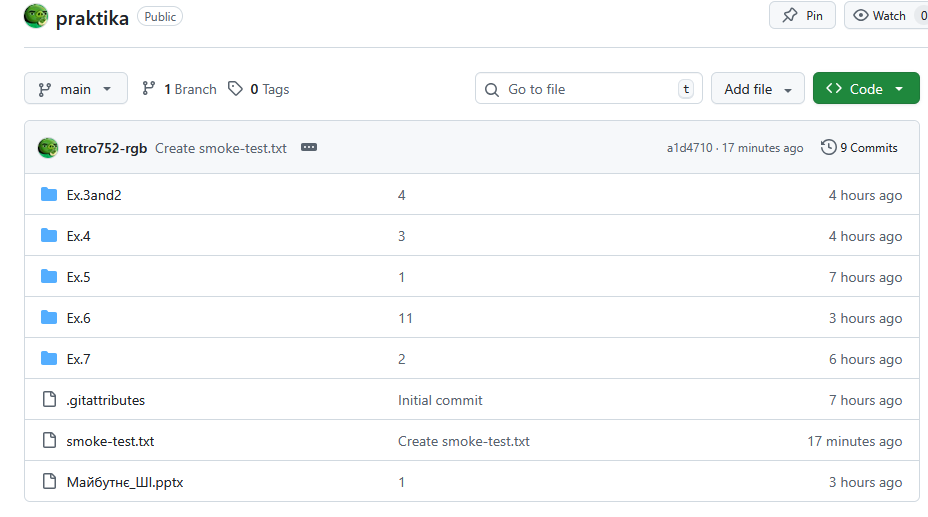 praktika Public Pin Watch 0
main 1 Branch 0 Tags Go to file t Add file Code
retro752-rgb Create smoke-test.txt a1d4710 · 17 minutes ago 9 Commits
Ex.3and2 4 4 hours ago
Ex.4 3 4 hours ago
Ex.5 1 7 hours ago
Ex.6 11 3 hours ago
Ex.7 2 6 hours ago
.gitattributes Initial commit 7 hours ago
smoke-test.txt Create smoke-test.txt 17 minutes ago
Майбутнє_ШІ.pptx 1 3 hours ago